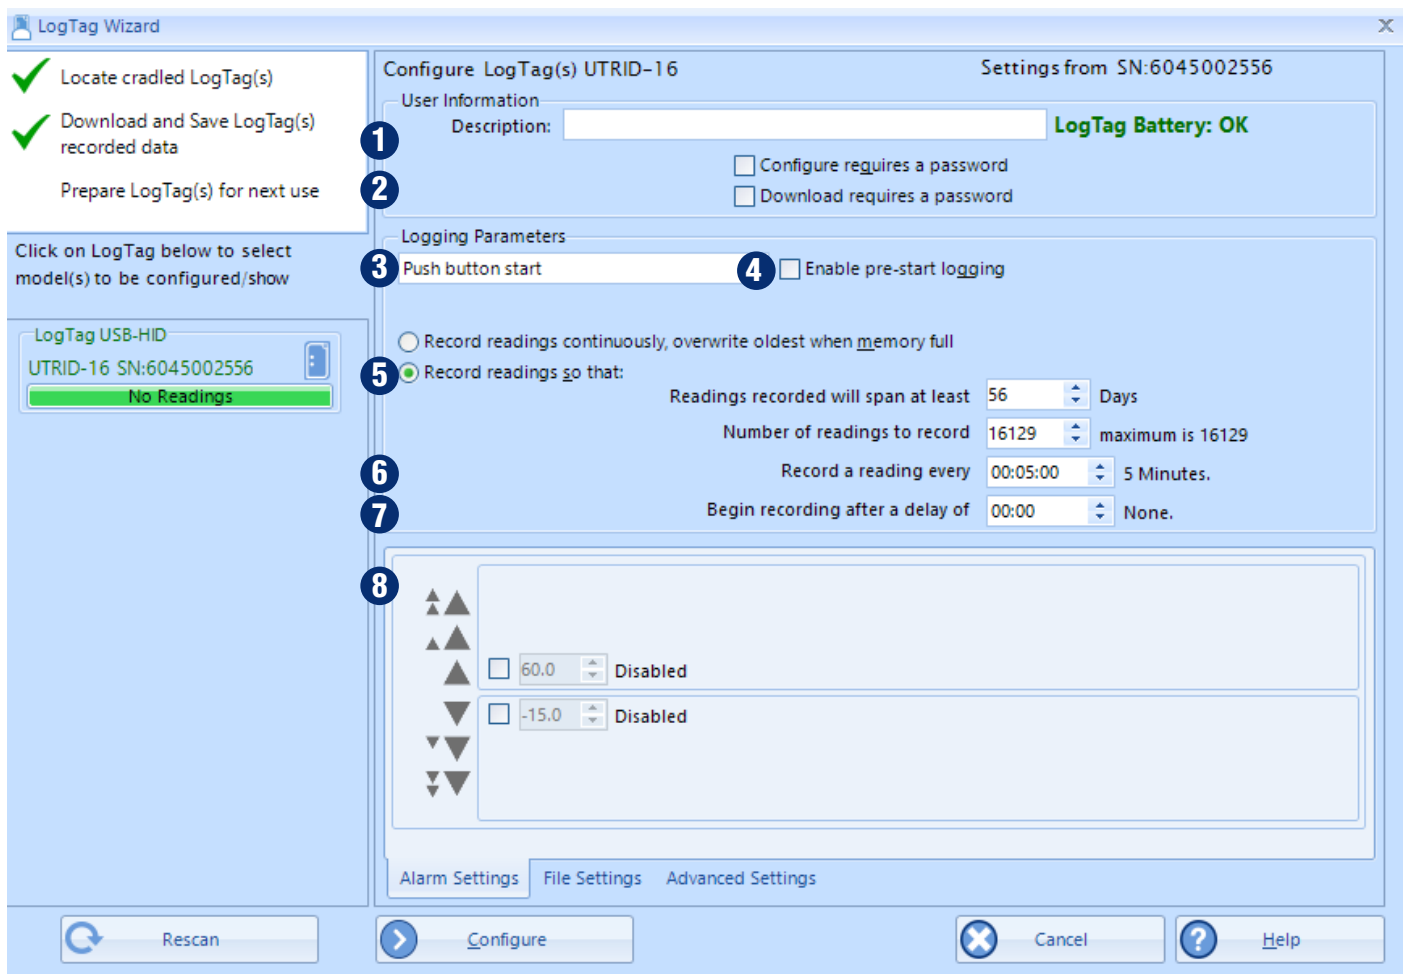 LogTag Wizard
X
Locate cradled LogTag(s)
Download and Save LogTag(s)
recorded data
Prepare LogTag(s) for next use
Click on LogTag below to select
model(s) to be configured/show
LogTag USB-HID
UTRID-16 SN:6045002556
No Readings
Configure LogTag(s) UTRID-16
Settings from SN:6045002556
User Information
1
Description:
LogTag Battery: OK
Configure requires a password
2
Download requires a password
Logging Parameters
3
Push button start
4
Enable pre-start logging
Record readings continuously, overwrite oldest when memory full
5
Record readings so that:
Readings recorded will span at least 56 Days
Number of readings to record 16129 maximum is 16129
6
Record a reading every 00:05:00 5 Minutes.
7
Begin recording after a delay of 00:00 None.
8
60.0 Disabled
-15.0 Disabled
Alarm Settings File Settings Advanced Settings
Rescan
Configure
Cancel
?
Help